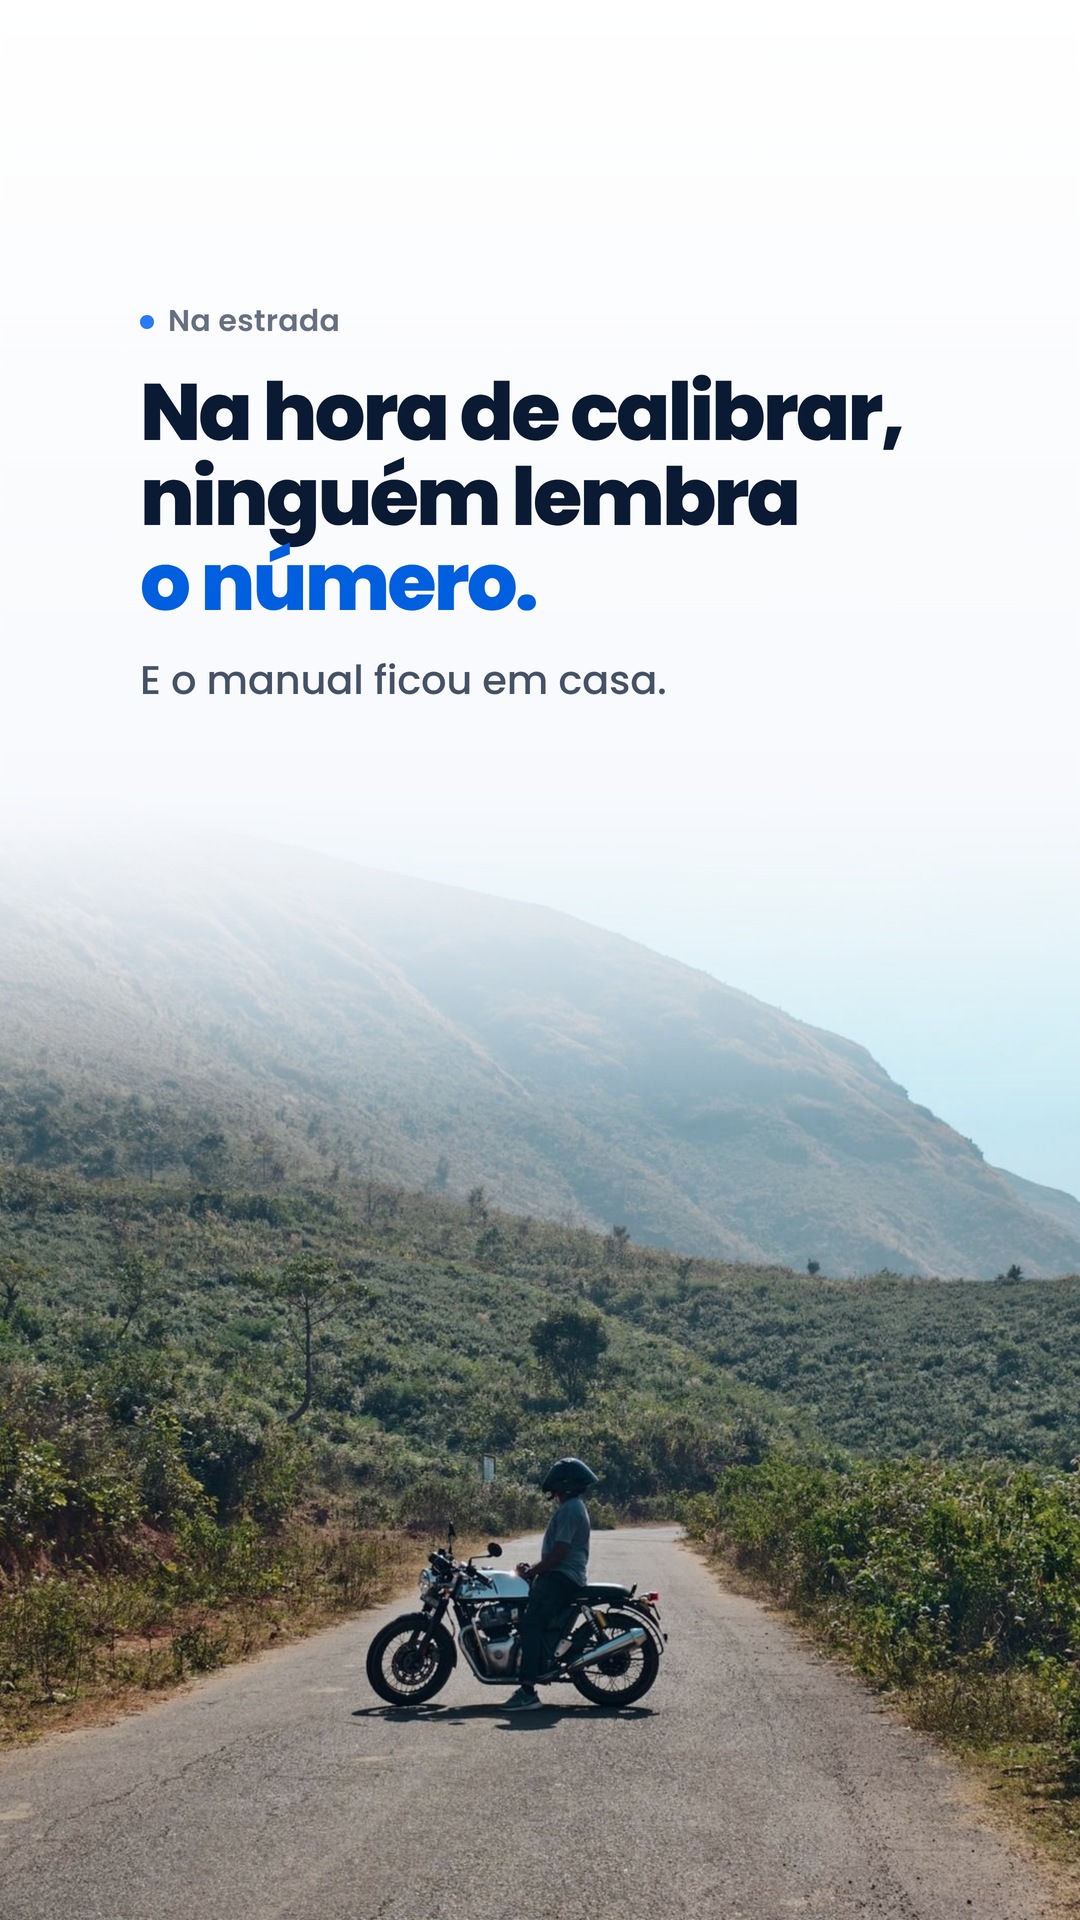 Na estrada
Na hora de calibrar,
ninguém lembra
o número.
E o manual ficou em casa.